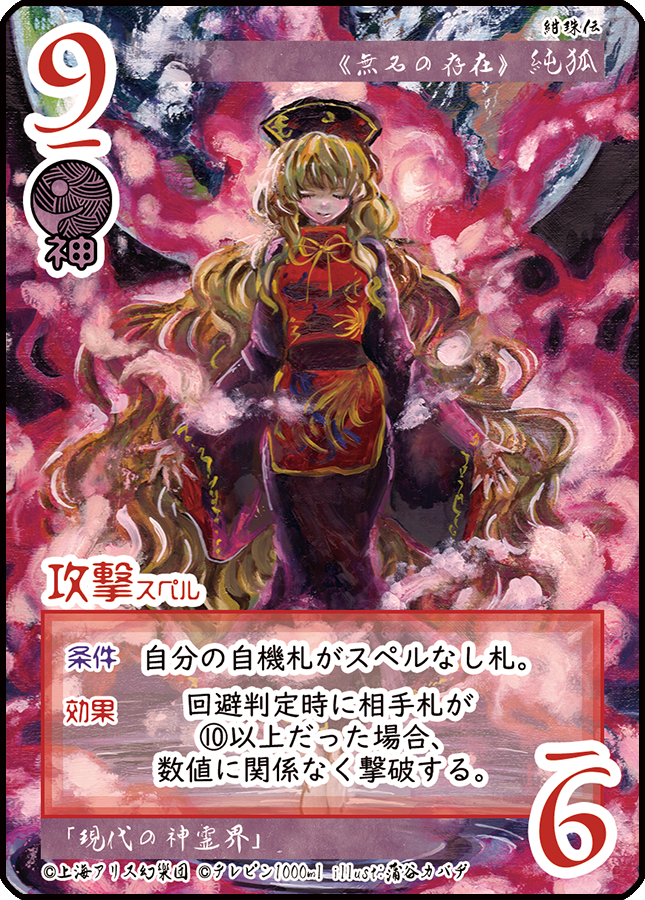 紺珠伝
《無名の存在》 純狐
9
神
攻撃スペル
条件 自分の自機札がスペルなし札。
効果 回避判定時に相手札が
⑩以上だった場合、
数値に関係なく撃破する。
9
「現代の神霊界」
©上海アリス幻樂団 ©テレピン1000ml illust:蒲谷カバヂ